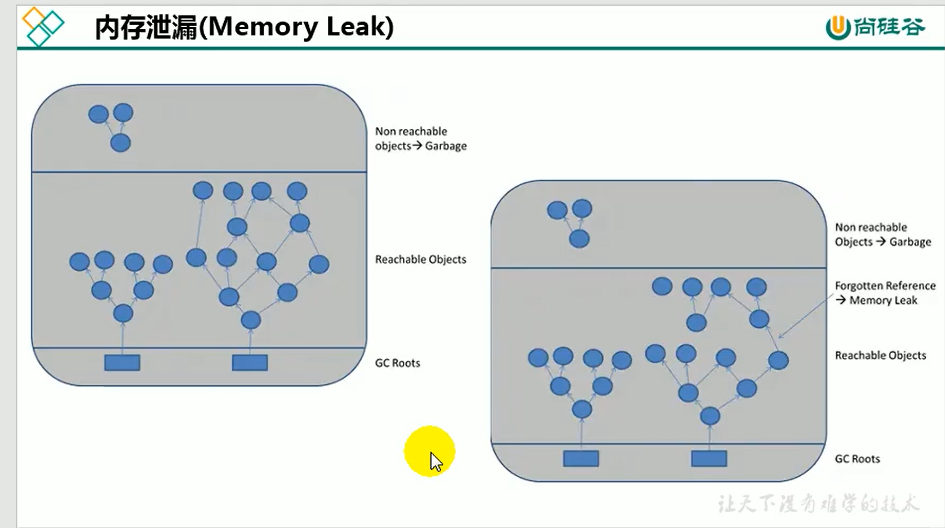 内存泄漏(Memory Leak)
尚硅谷
Non reachable
objects→ Garbage
Reachable Objects
GC Roots
Non reachable
Objects → Garbage
Forgotten Reference
→ Memory Leak
Reachable Objects
GC Roots
让天下没有难学的技术